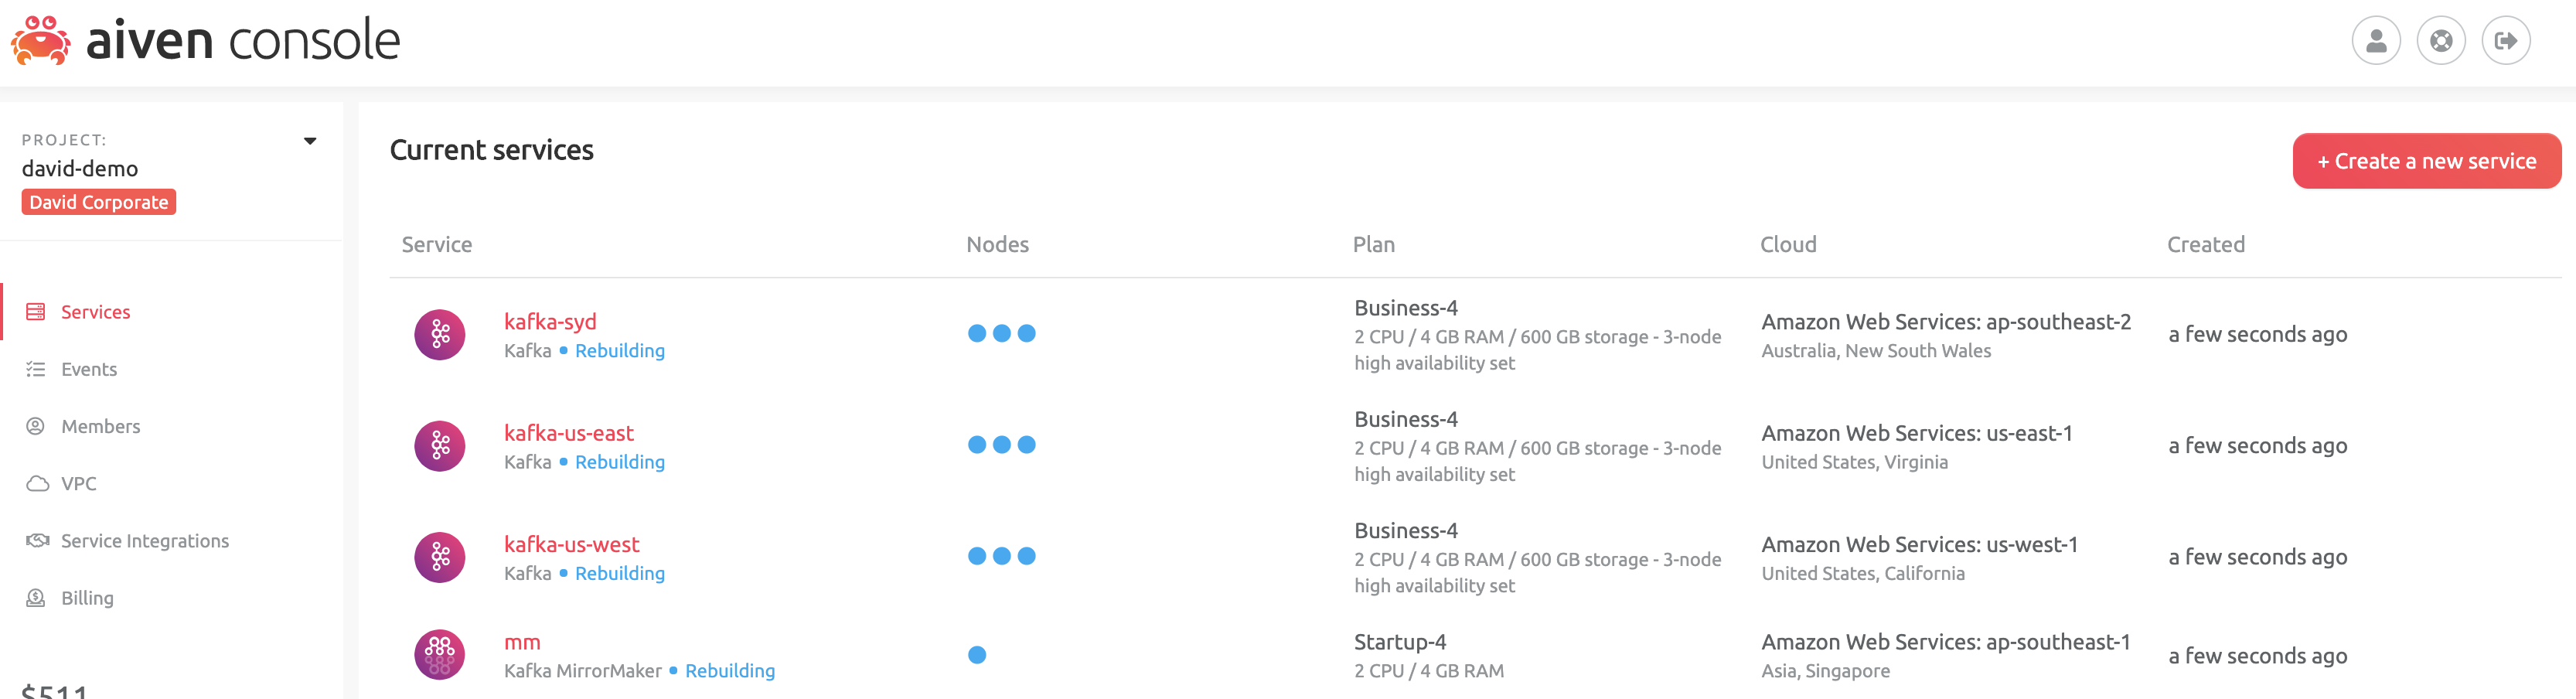 aiven console
PROJECT:
david-demo
David Corporate
Services
Events
Members
VPC
Service Integrations
Billing
$511
Current services
+ Create a new service
Service Nodes Plan Cloud Created
kafka-syd
Kafka • Rebuilding
Business-4
2 CPU / 4 GB RAM / 600 GB storage - 3-node
high availability set
Amazon Web Services: ap-southeast-2
Australia, New South Wales
a few seconds ago
kafka-us-east
Kafka • Rebuilding
Business-4
2 CPU / 4 GB RAM / 600 GB storage - 3-node
high availability set
Amazon Web Services: us-east-1
United States, Virginia
a few seconds ago
kafka-us-west
Kafka • Rebuilding
Business-4
2 CPU / 4 GB RAM / 600 GB storage - 3-node
high availability set
Amazon Web Services: us-west-1
United States, California
a few seconds ago
mm
Kafka MirrorMaker • Rebuilding
Startup-4
2 CPU / 4 GB RAM
Amazon Web Services: ap-southeast-1
Asia, Singapore
a few seconds ago